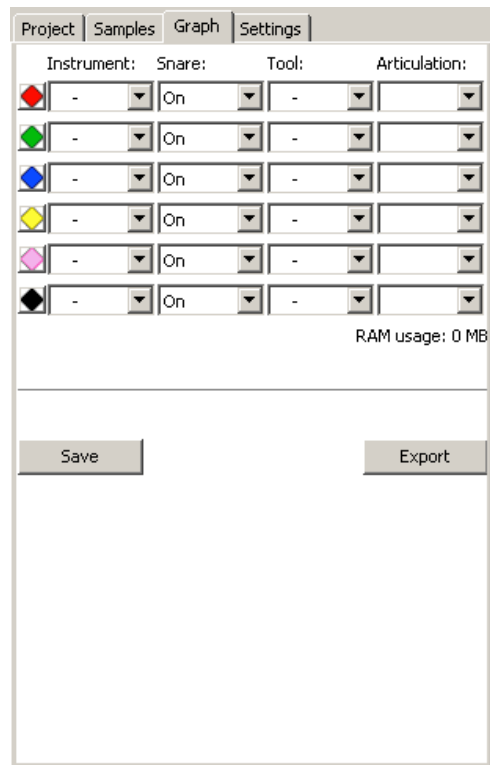 Project Samples Graph Settings
Instrument: Snare: Tool: Articulation:
- On -
- On -
- On -
- On -
- On -
- On -
RAM usage: 0 MB
Save Export